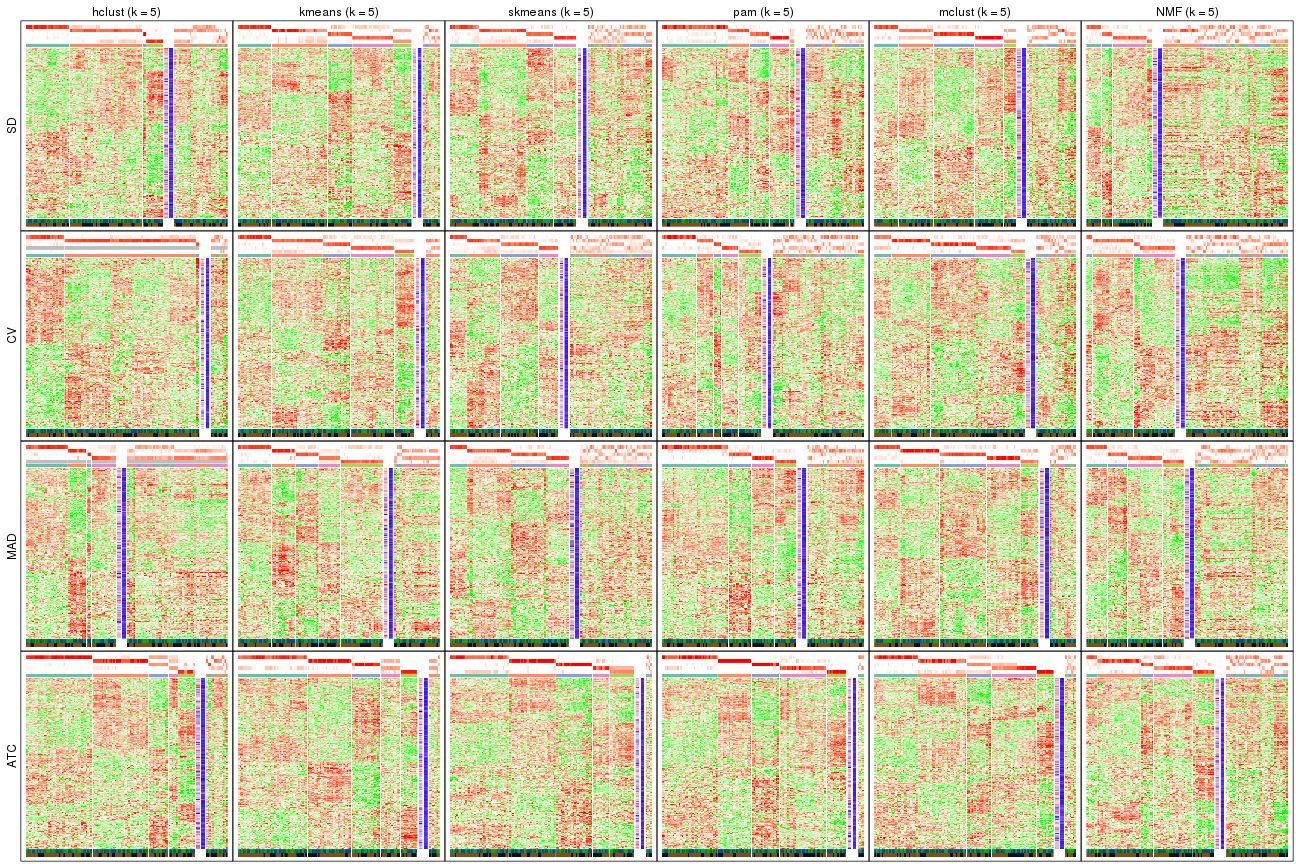 hclust (k = 5) kmeans (k = 5) skmeans (k = 5) pam (k = 5) mclust (k = 5) NMF (k = 5)
SD
CV
MAD
ATC